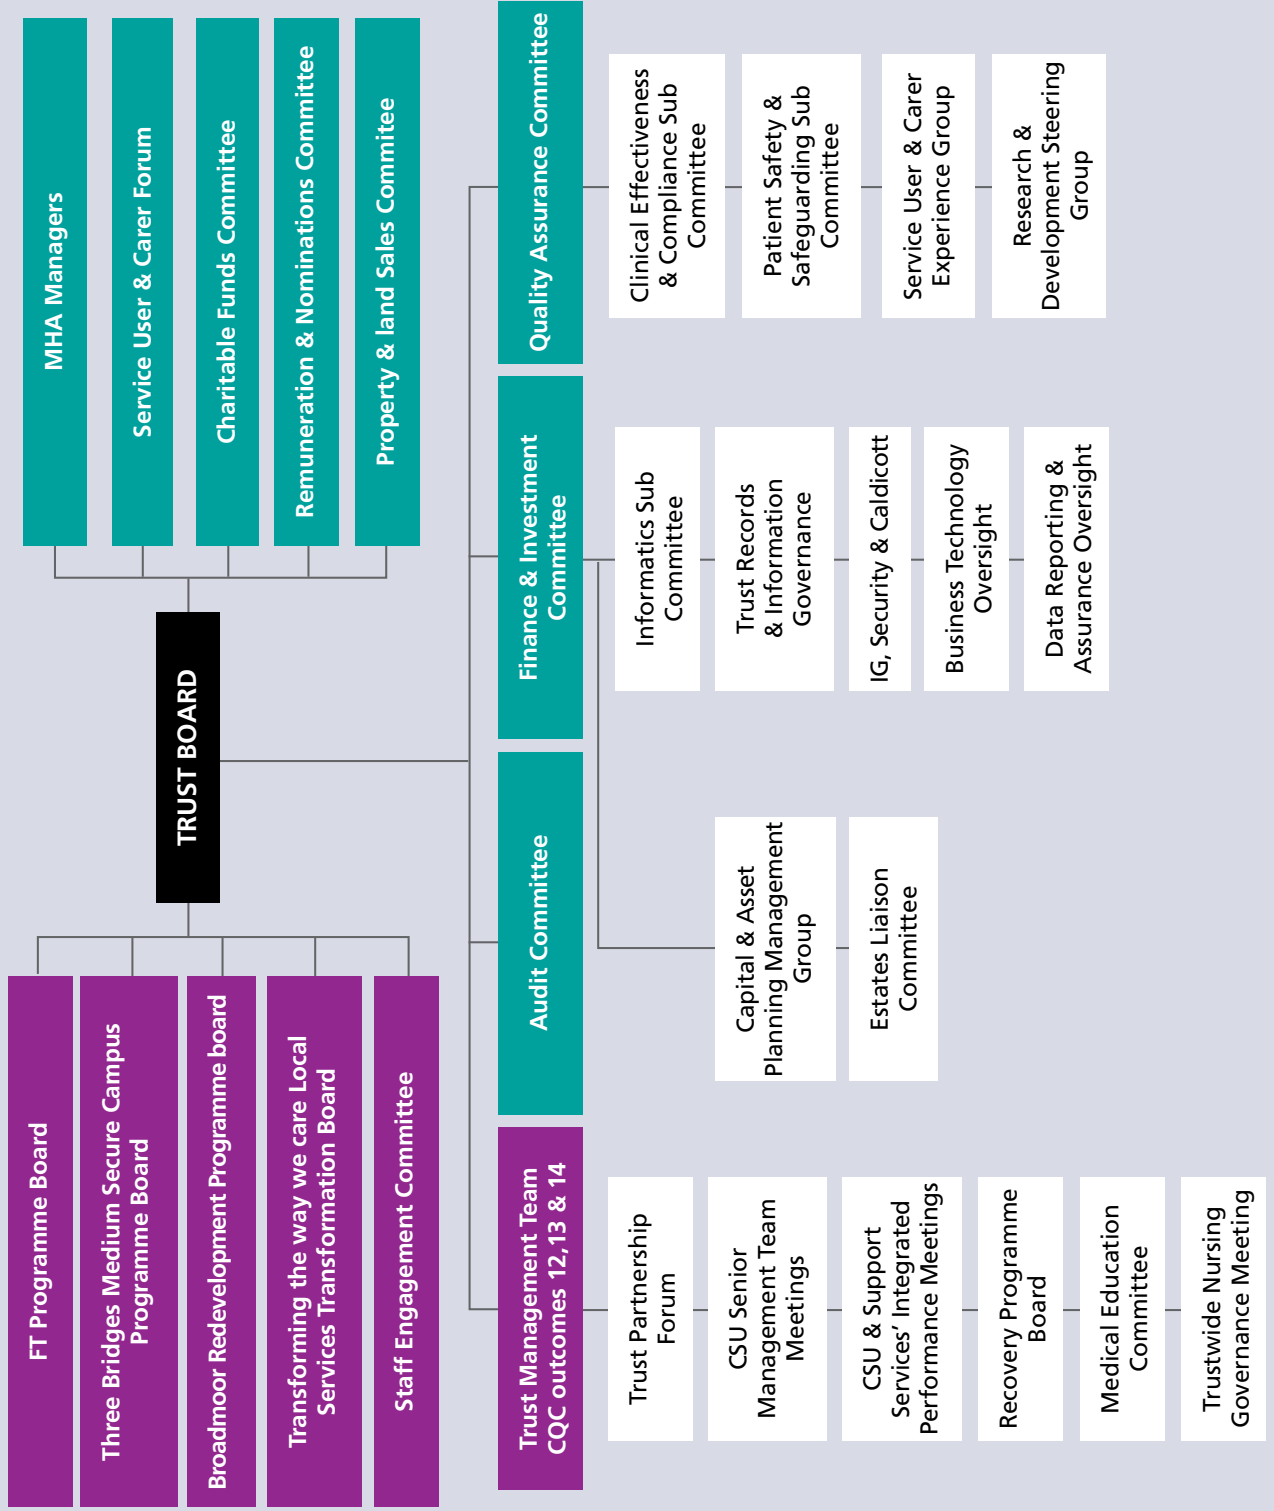 FT Programme Board
Three Bridges Medium Secure Campus
Programme Board
Broadmoor Redevelopment Programme board
Transforming the way we care Local
Services Transformation Board
Staff Engagement Committee
TRUST BOARD
MHA Managers
Service User & Carer Forum
Charitable Funds Committee
Remuneration & Nominations Committee
Property & land Sales Commitee
Trust Management Team
CQC outcomes 12,13 & 14
Audit Committee
Finance & Investment
Committee
Quality Assurance Committee
Trust Partnership
Forum
CSU Senior
Management Team
Meetings
CSU & Support
Services’ Integrated
Performance Meetings
Recovery Programme
Board
Medical Education
Committee
Trustwide Nursing
Governance Meeting
Capital & Asset
Planning Management
Group
Estates Liaison
Committee
Informatics Sub
Committee
Trust Records
& Information
Governance
IG, Security & Caldicott
Business Technology
Oversight
Data Reporting &
Assurance Oversight
Clinical Effectiveness
& Compliance Sub
Committee
Patient Safety &
Safeguarding Sub
Committee
Service User & Carer
Experience Group
Research &
Development Steering
Group